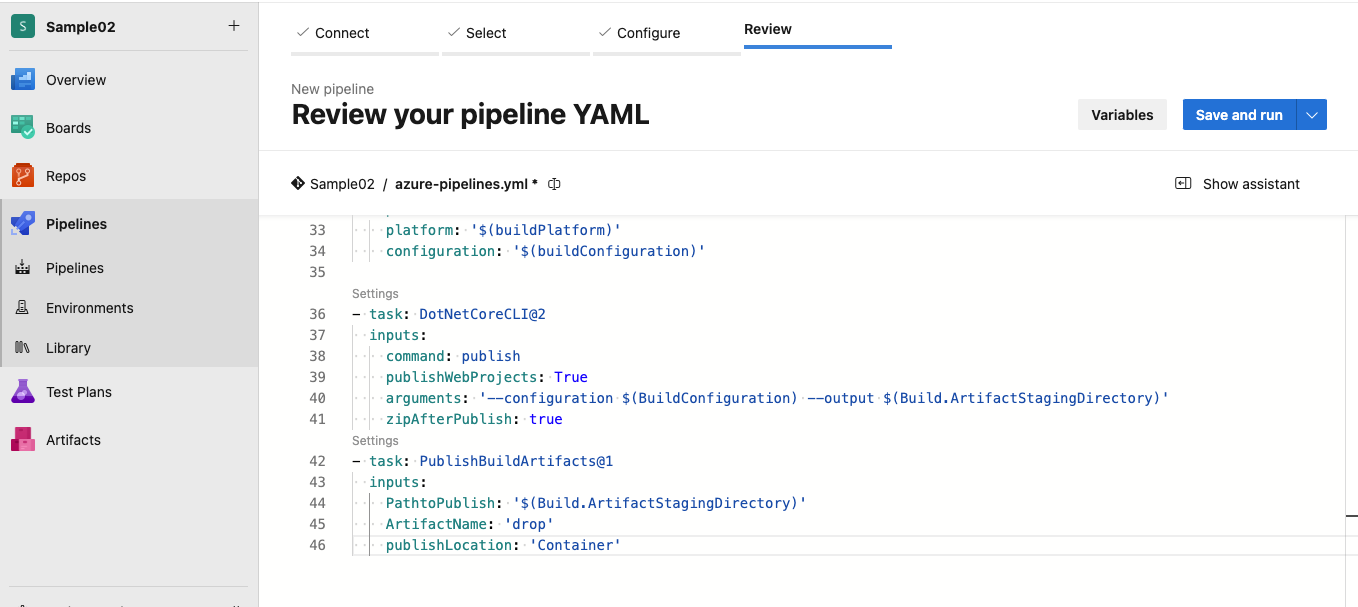 S Sample02 +
Overview
Boards
Repos
Pipelines
Pipelines
Environments
Library
Test Plans
Artifacts
Connect Select Configure Review
New pipeline
Review your pipeline YAML
Variables Save and run
Sample02 / azure-pipelines.yml *
Show assistant
33 platform: '$(buildPlatform)'
34 configuration: '$(buildConfiguration)'
35
Settings
36 - task: DotNetCoreCLI@2
37 inputs:
38 command: publish
39 publishWebProjects: True
40 arguments: '--configuration $(BuildConfiguration) --output $(Build.ArtifactStagingDirectory)'
41 zipAfterPublish: true
Settings
42 - task: PublishBuildArtifacts@1
43 inputs:
44 PathtoPublish: '$(Build.ArtifactStagingDirectory)'
45 ArtifactName: 'drop'
46 publishLocation: 'Container'